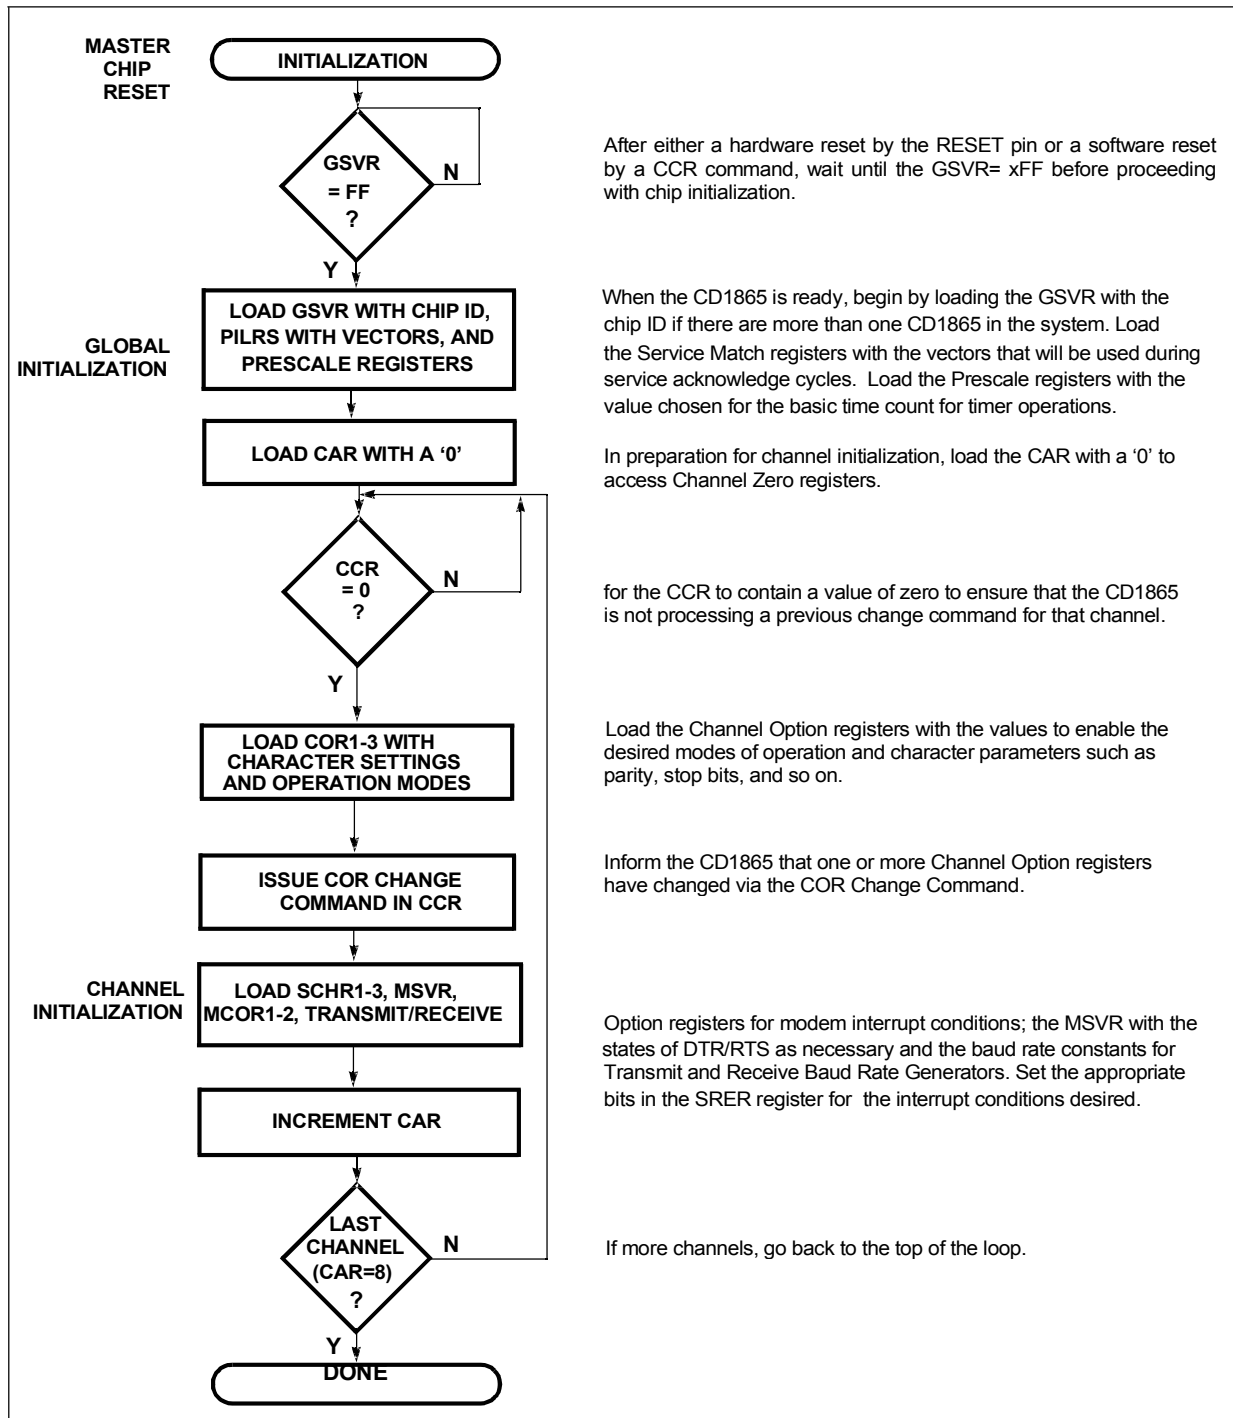 MASTER
CHIP
RESET
INITIALIZATION
GSVR
= FF
?
N
Y
After either a hardware reset by the RESET pin or a software reset
by a CCR command, wait until the GSVR= xFF before proceeding
with chip initialization.
GLOBAL
INITIALIZATION
LOAD GSVR WITH CHIP ID,
PILRS WITH VECTORS, AND
PRESCALE REGISTERS
When the CD1865 is ready, begin by loading the GSVR with the
chip ID if there are more than one CD1865 in the system. Load
the Service Match registers with the vectors that will be used during
service acknowledge cycles. Load the Prescale registers with the
value chosen for the basic time count for timer operations.
LOAD CAR WITH A ‘0’
In preparation for channel initialization, load the CAR with a ‘0’ to
access Channel Zero registers.
CCR
= 0
?
N
Y
for the CCR to contain a value of zero to ensure that the CD1865
is not processing a previous change command for that channel.
LOAD COR1-3 WITH
CHARACTER SETTINGS
AND OPERATION MODES
Load the Channel Option registers with the values to enable the
desired modes of operation and character parameters such as
parity, stop bits, and so on.
ISSUE COR CHANGE
COMMAND IN CCR
Inform the CD1865 that one or more Channel Option registers
have changed via the COR Change Command.
CHANNEL
INITIALIZATION
LOAD SCHR1-3, MSVR,
MCOR1-2, TRANSMIT/RECEIVE
Option registers for modem interrupt conditions; the MSVR with the
states of DTR/RTS as necessary and the baud rate constants for
Transmit and Receive Baud Rate Generators. Set the appropriate
bits in the SRER register for the interrupt conditions desired.
INCREMENT CAR
LAST
CHANNEL
(CAR=8)
?
N
Y
If more channels, go back to the top of the loop.
DONE